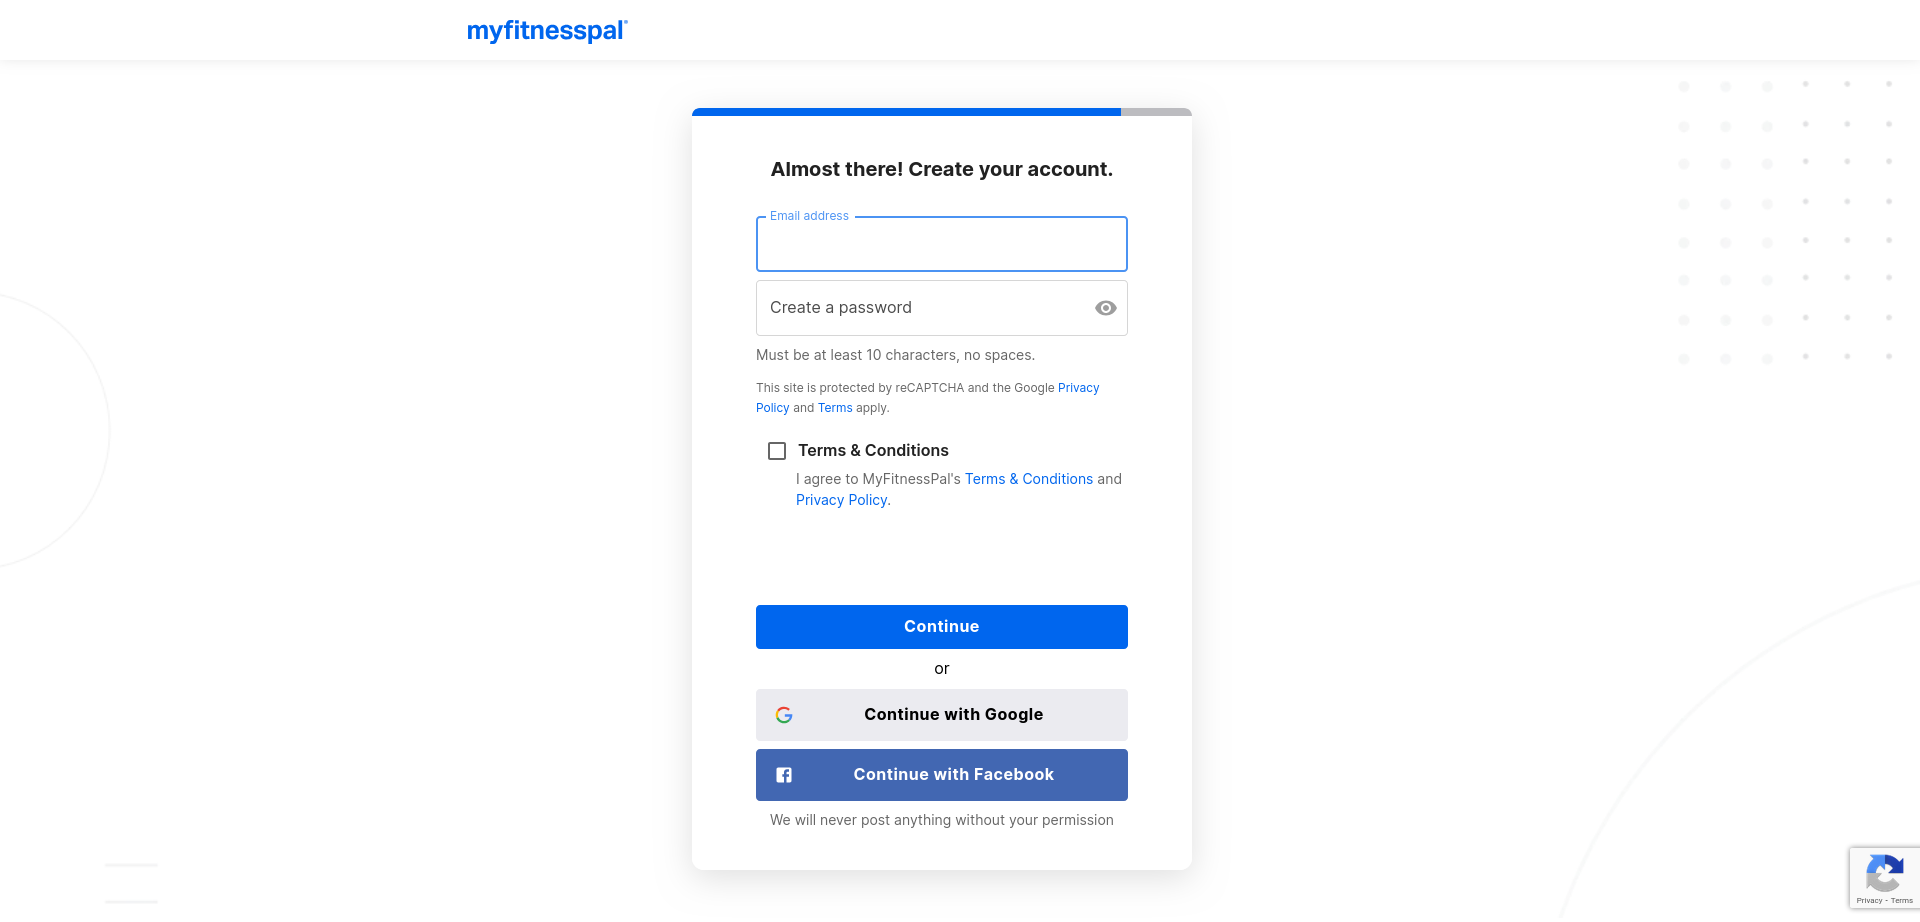 myfitnesspal
Almost there! Create your account.
Email address
Create a password
Must be at least 10 characters, no spaces.
This site is protected by reCAPTCHA and the Google Privacy
Policy and Terms apply.
Terms & Conditions
I agree to MyFitnessPal's Terms & Conditions and
Privacy Policy.
Continue
or
Continue with Google
Continue with Facebook
We will never post anything without your permission
Privacy - Terms